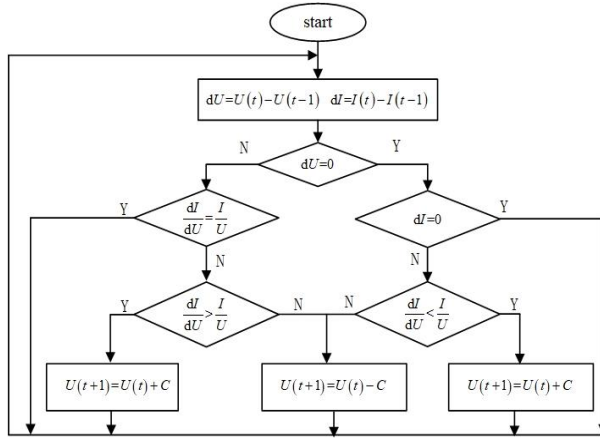 start
dU=U(t)−U(t−1) dI=I(t)−I(t−1)
N
Y
dU=0
Y
dI/dU=I/U
dI=0
Y
N
N
Y
dI/dU>I/U
N
N
dI/dU<I/U
Y
U(t+1)=U(t)+C
U(t+1)=U(t)−C
U(t+1)=U(t)+C